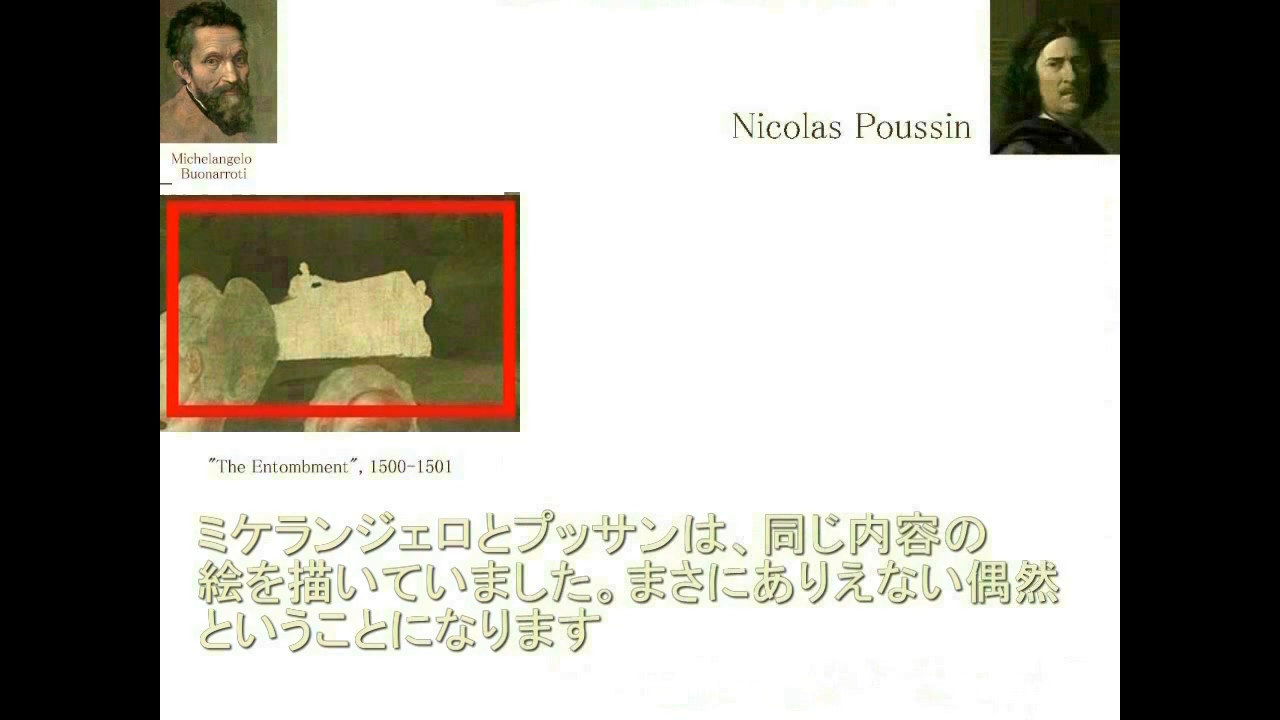 Nicolas Poussin
Michelangelo
Buonarroti
"The Entombment", 1500-1501
ミケランジェロとプッサンは、同じ内容の
絵を描いていました。まさにありえない偶然
ということになります